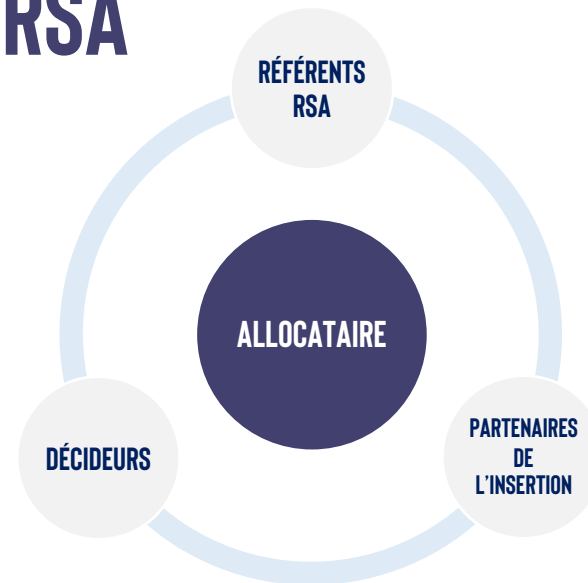 RSA
RÉFÉRENTS
RSA
ALLOCATAIRE
DÉCIDEURS
PARTENAIRES
DE
L'INSERTION